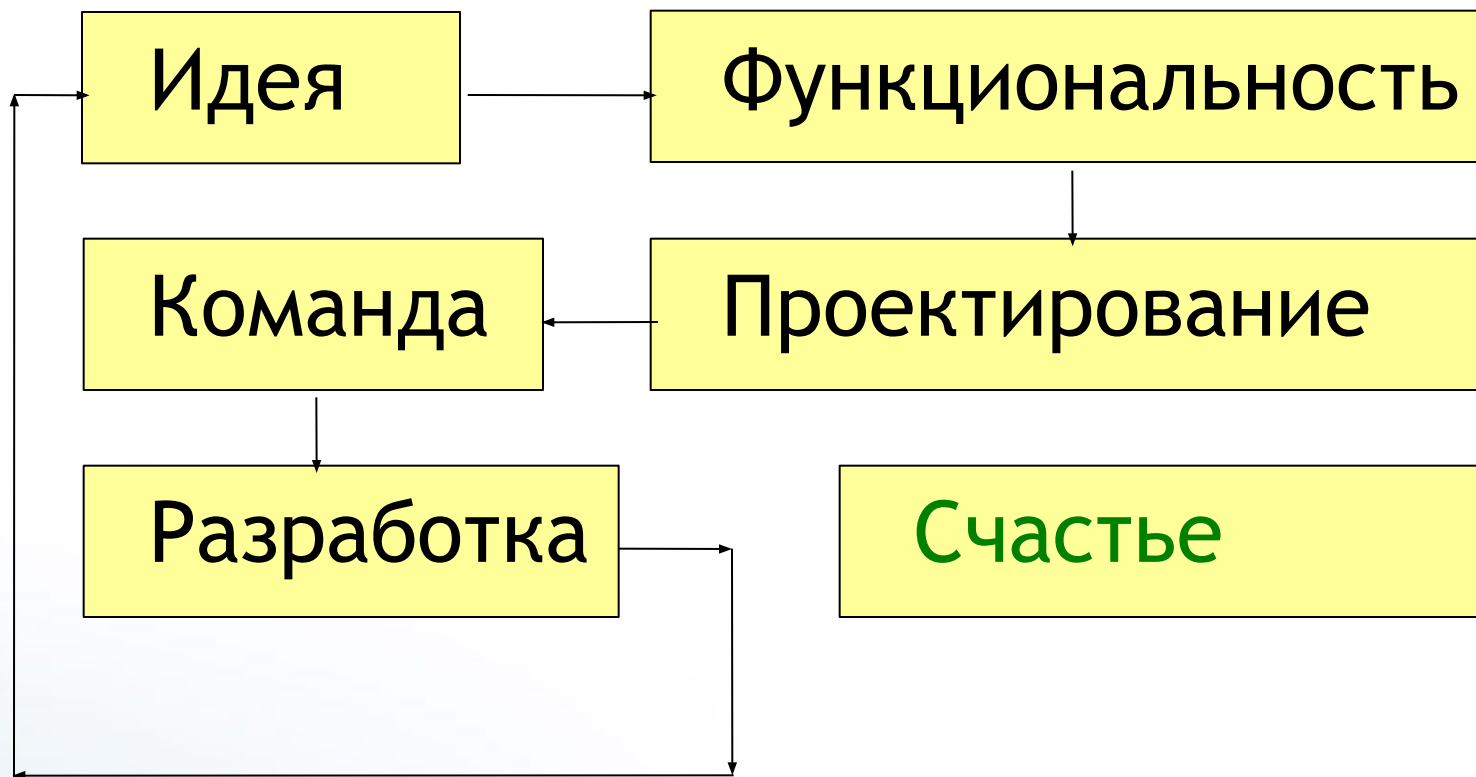 Идея
Функциональность
Команда
Проектирование
Разработка
Счастье